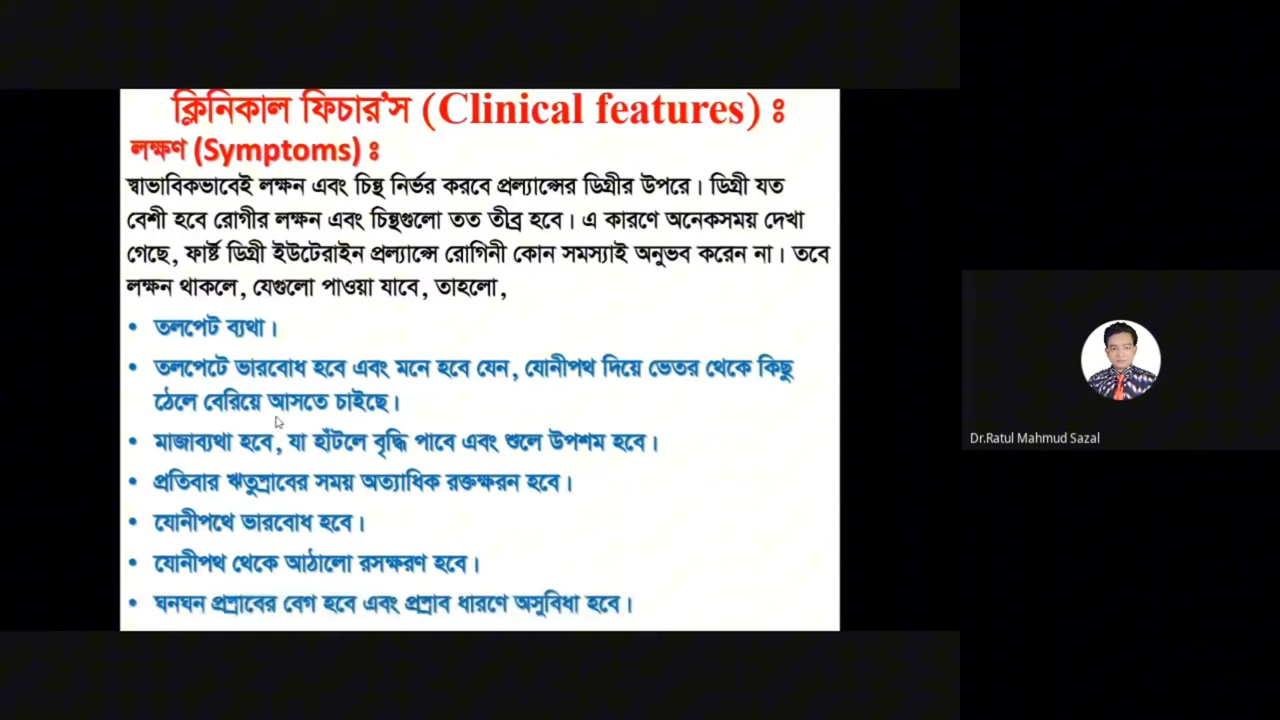 ক্লিনিকাল ফিচার’স (Clinical features) ঃ
লক্ষণ (Symptoms) ঃ
স্বাভাবিকভাবেই লক্ষন এবং চিহ্ণ নির্ভর করবে প্রল্যাপ্সের ডিগ্রীর উপরে। ডিগ্রী যত
বেশী হবে রোগীর লক্ষন এবং চিহ্ণগুলো তত তীব্র হবে। এ কারণে অনেকসময় দেখা
গেছে, ফার্ষ্ট ডিগ্রী ইউটেরাইন প্রল্যাপ্সে রোগিনী কোন সমস্যাই অনুভব করেন না। তবে
লক্ষন থাকলে, যেগুলো পাওয়া যাবে, তাহলো,
• তলপেট ব্যথা।
• তলপেটে ভারবোধ হবে এবং মনে হবে যেন, যোনীপথ দিয়ে ভেতর থেকে কিছু
ঠেলে বেরিয়ে আসতে চাইছে।
• মাজাব্যথা হবে, যা হাঁটলে বৃদ্ধি পাবে এবং শুলে উপশম হবে।
• প্রতিবার ঋতুস্রাবের সময় অত্যাধিক রক্তক্ষরন হবে।
• যোনীপথে ভারবোধ হবে।
• যোনীপথ থেকে আঠালো রসক্ষরণ হবে।
• ঘনঘন প্রস্রাবের বেগ হবে এবং প্রস্রাব ধারণে অসুবিধা হবে।
Dr.Ratul Mahmud Sazal